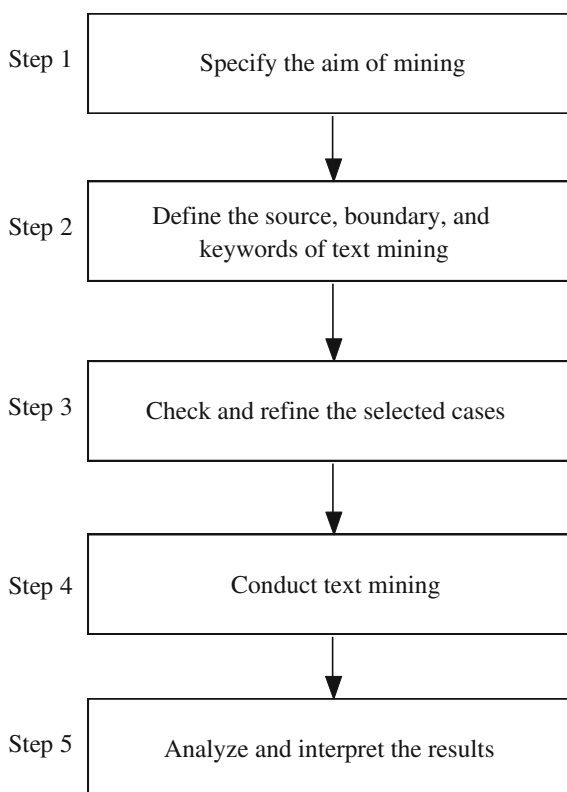 Step 1
Specify the aim of mining
Step 2
Define the source, boundary, and
keywords of text mining
Step 3
Check and refine the selected cases
Step 4
Conduct text mining
Step 5
Analyze and interpret the results